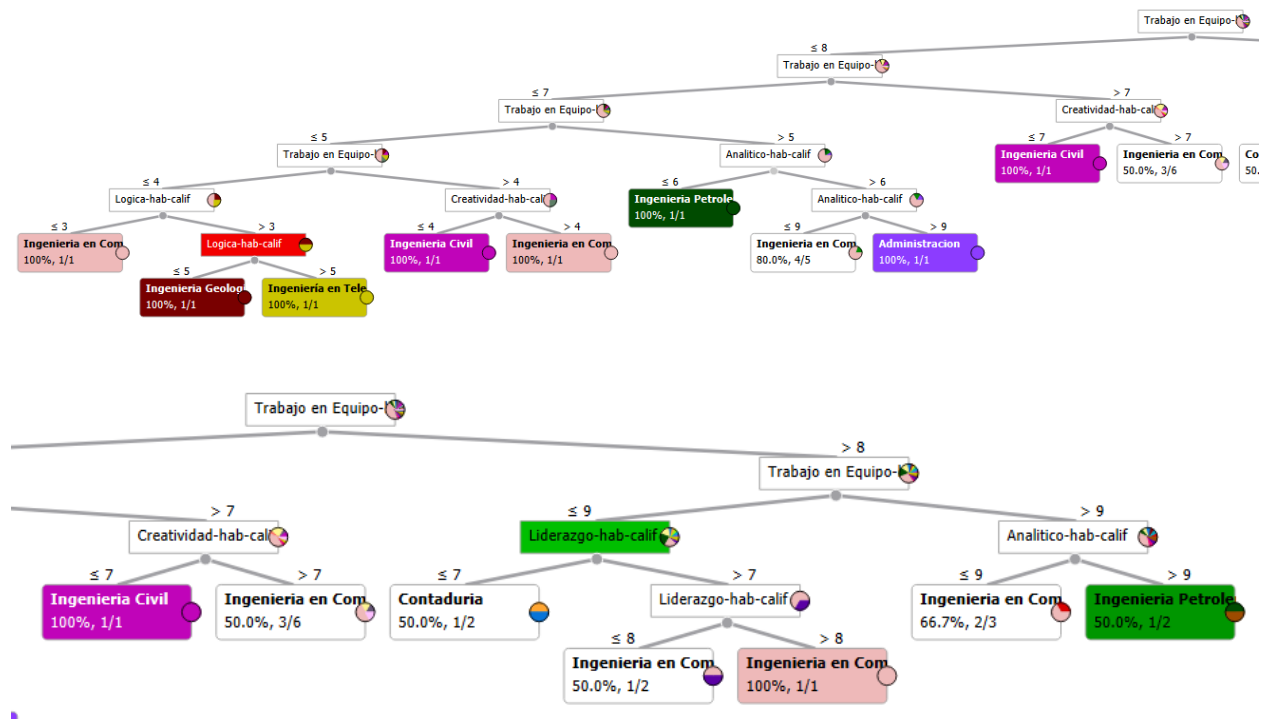 Trabajo en Equipo-
≤ 8
Trabajo en Equipo-
≤ 7
> 7
Trabajo en Equipo-
Creatividad-hab-cali
≤ 5
> 5
≤ 7
> 7
Trabajo en Equipo-
Analitico-hab-calif
Ingenieria Civil
100%, 1/1
Ingenieria en Com
50.0%, 3/6
Co
50.
≤ 4
> 4
≤ 6
> 6
Logica-hab-calif
Creatividad-hab-cal
Ingenieria Petrole
100%, 1/1
Analitico-hab-calif
≤ 3
> 3
≤ 4
> 4
≤ 9
> 9
Ingenieria en Com
100%, 1/1
Logica-hab-calif
Ingenieria Civil
100%, 1/1
Ingenieria en Com
100%, 1/1
Ingenieria en Com
80.0%, 4/5
Administracion
100%, 1/1
≤ 5
> 5
Ingenieria Geolog
100%, 1/1
Ingeniería en Tele
100%, 1/1
Trabajo en Equipo-
> 8
Trabajo en Equipo-
> 7
≤ 9
> 9
Creatividad-hab-cal
Liderazgo-hab-calif
Analitico-hab-calif
≤ 7
> 7
≤ 7
> 7
≤ 9
> 9
Ingenieria Civil
100%, 1/1
Ingenieria en Com
50.0%, 3/6
Contaduria
50.0%, 1/2
Liderazgo-hab-calif
Ingenieria en Com
66.7%, 2/3
Ingenieria Petrole
50.0%, 1/2
≤ 8
> 8
Ingenieria en Com
50.0%, 1/2
Ingenieria en Com
100%, 1/1